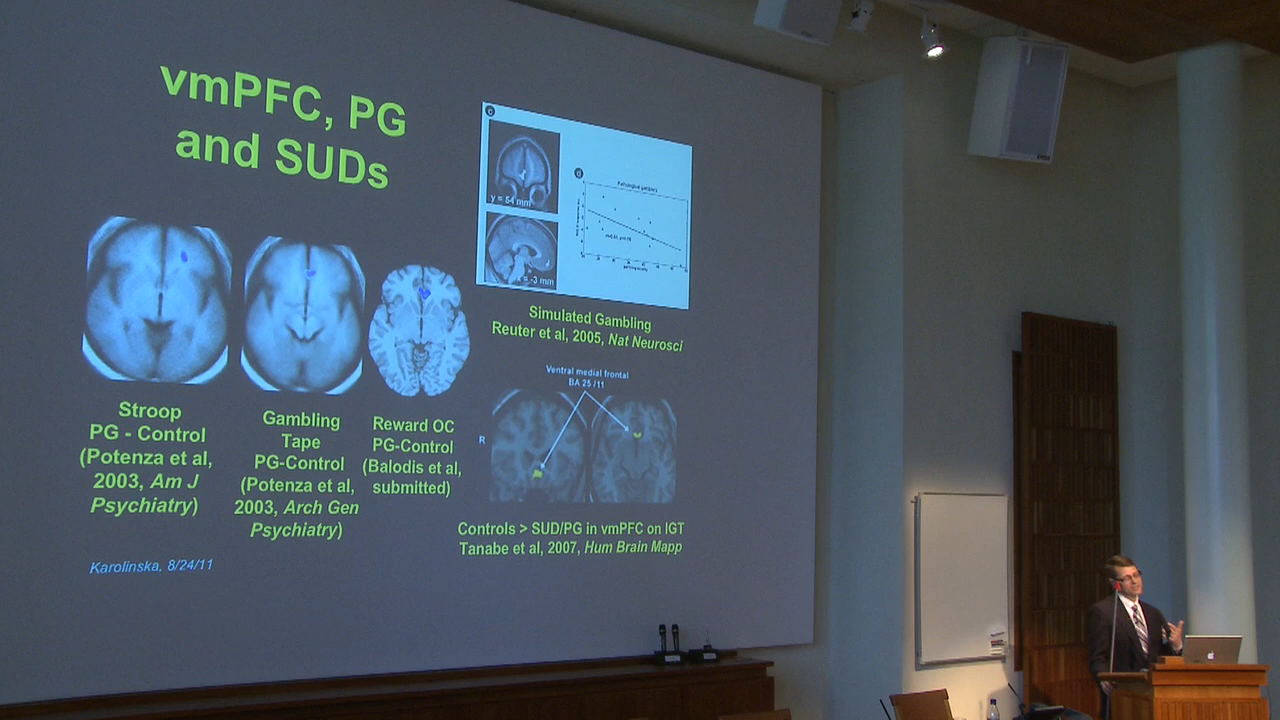 vmPFC, PG
and SUDs
y = 54 mm
= -3 mm
Pathological gamblers
Simulated Gambling
Reuter et al, 2005, Nat Neurosci
Ventral medial frontal
BA 25 /11
R
Stroop
PG - Control
(Potenza et al,
2003, Am J
Psychiatry)
Gambling
Tape
PG-Control
(Potenza et al,
2003, Arch Gen
Psychiatry)
Reward OC
PG-Control
(Balodis et al,
submitted)
Controls > SUD/PG in vmPFC on IGT
Tanabe et al, 2007, Hum Brain Mapp
Karolinska, 8/24/11